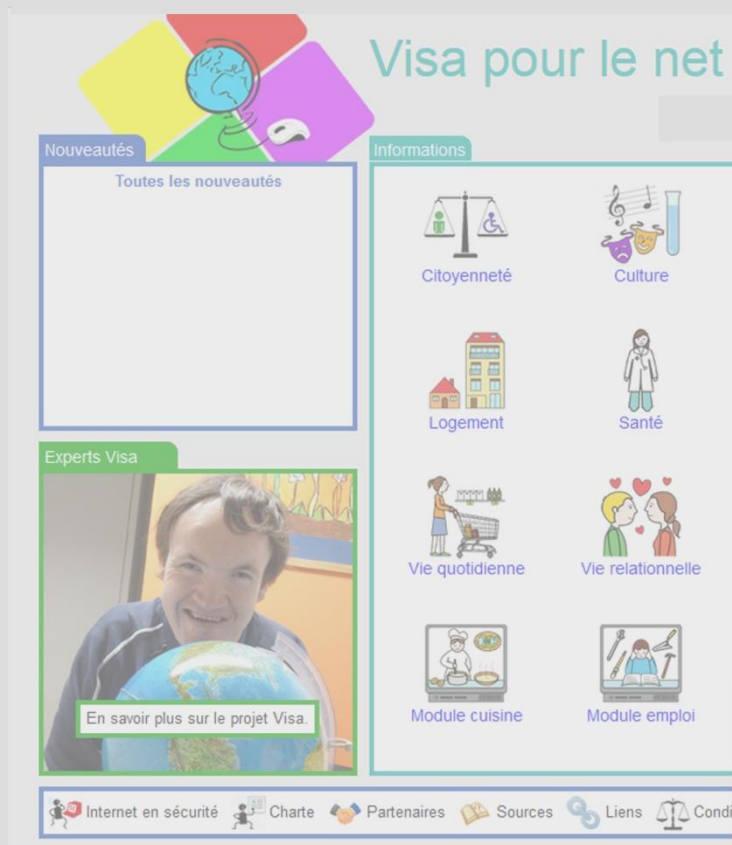 Visa pour le net
Nouveautés
Toutes les nouveautés
Informations
Citoyenneté
Culture
Logement
Santé
Vie quotidienne
Vie relationnelle
Module cuisine
Module emploi
Experts Visa
En savoir plus sur le projet Visa.
Internet en sécurité Charte Partenaires Sources Liens Condi